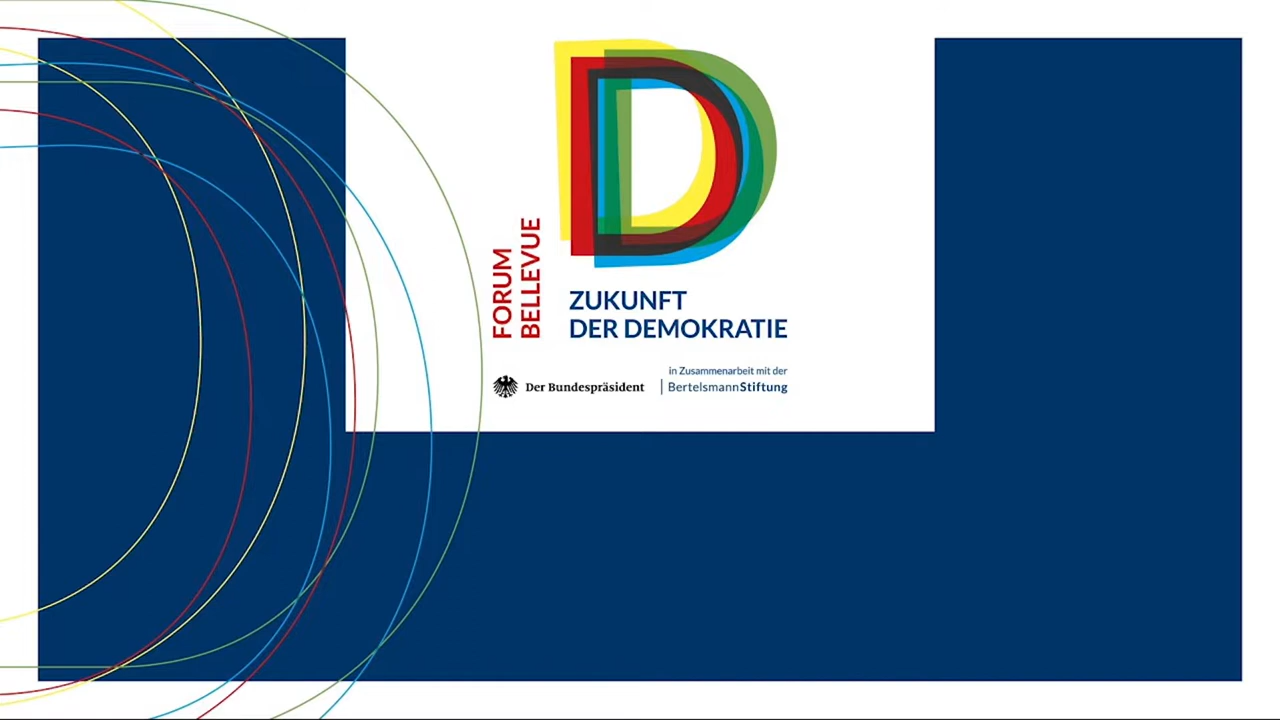 D
FORUM
BELLEVUE
ZUKUNFT
DER DEMOKRATIE
Der Bundespräsident
in Zusammenarbeit mit der
BertelsmannStiftung